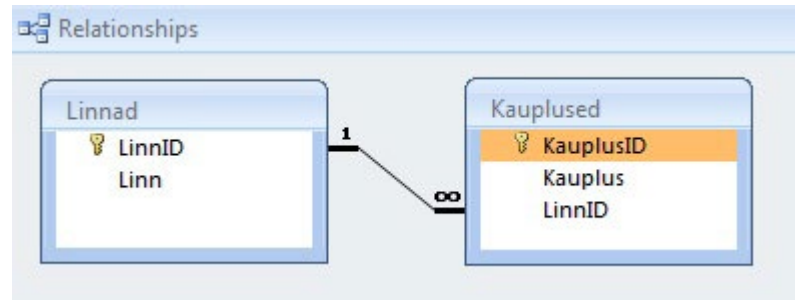 Relationships
Linnad
LinnID
Linn
1
∞
Kauplused
KauplusID
Kauplus
LinnID